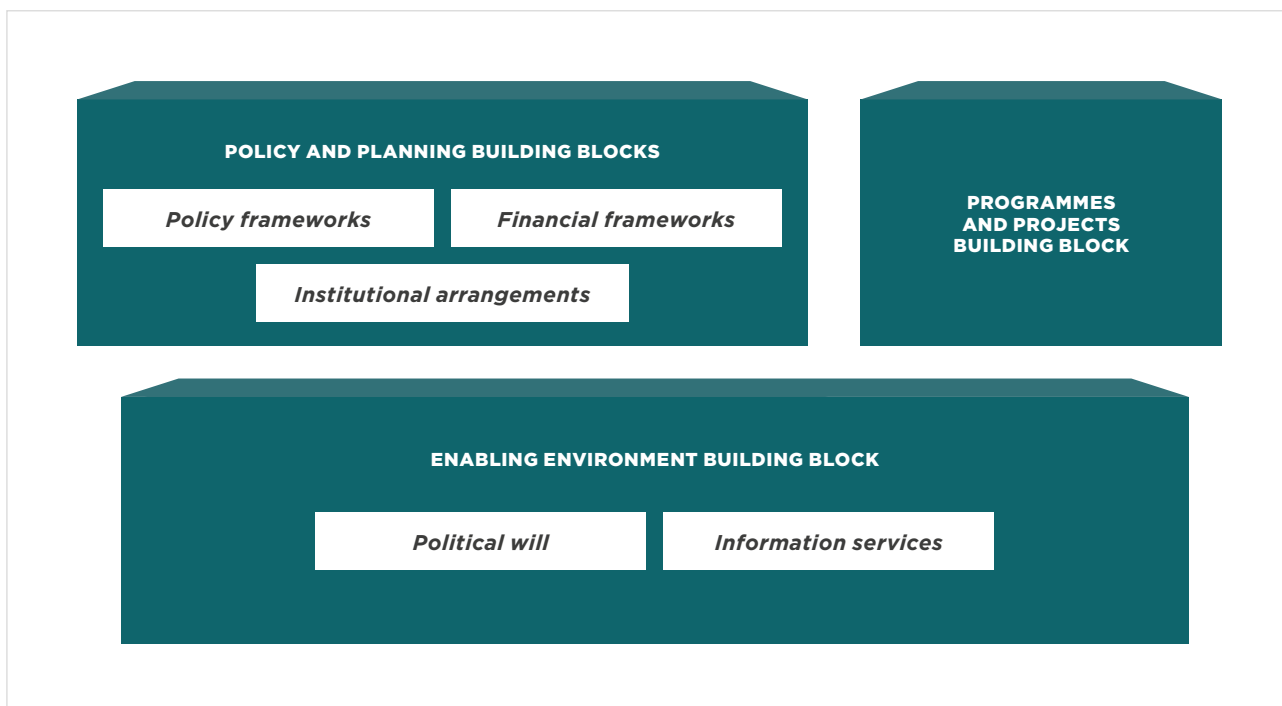 POLICY AND PLANNING BUILDING BLOCKS
Policy frameworks
Financial frameworks
Institutional arrangements
PROGRAMMES
AND PROJECTS
BUILDING BLOCK
ENABLING ENVIRONMENT BUILDING BLOCK
Political will
Information services